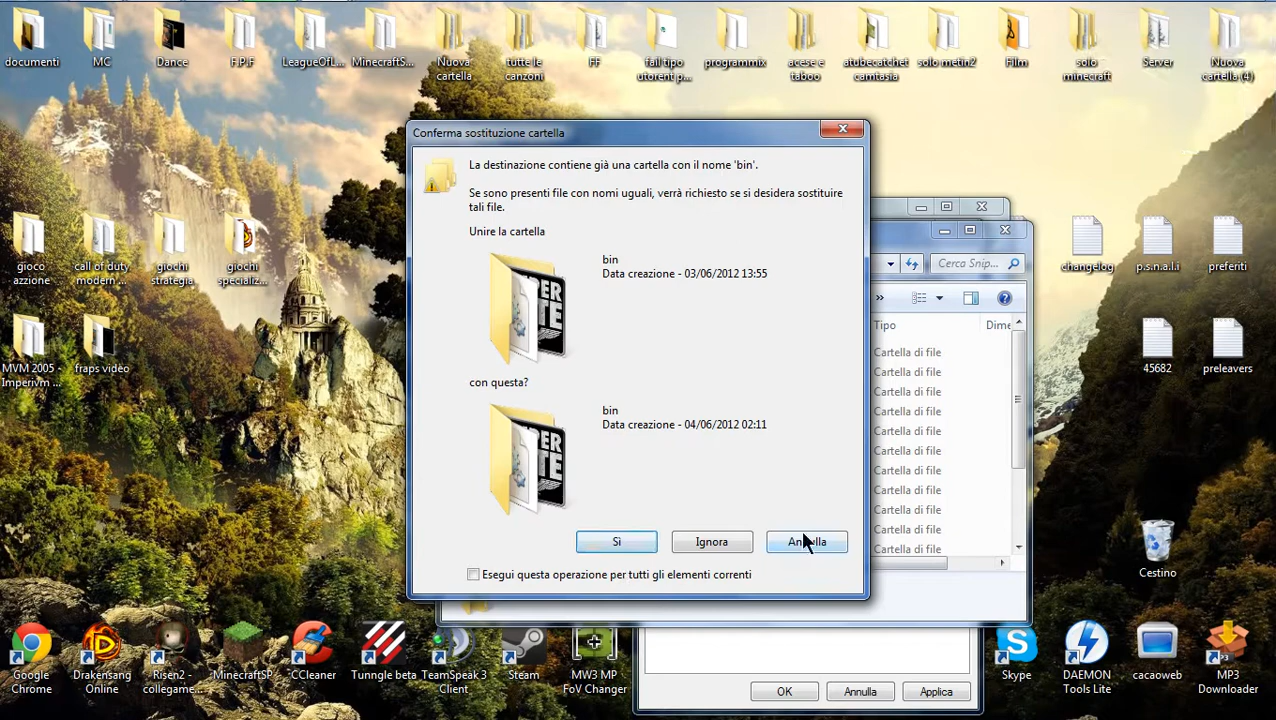 documenti
MC
Dance
F.P.F
LeagueOfL...
MinecraftS...
Nuova
cartella
tutte le
canzoni
FF
fail tipo
utorent p...
programmix
acese e
taboo
atubecatchet
camtasia
solo metin2
Film
solo
minecraft
Server
Nuova
cartella (4)
Conferma sostituzione cartella
La destinazione contiene già una cartella con il nome 'bin'.
Se sono presenti file con nomi uguali, verrà richiesto se si desidera sostituire
tali file.
Unire la cartella
bin
Data creazione - 03/06/2012 13:55
con questa?
bin
Data creazione - 04/06/2012 02:11
Sì
Ignora
Esegui questa operazione per tutti gli elementi correnti
gioco
azzione
call of duty
modern ...
giochi
strategia
giochi
specializ...
MVM 2005 -
Imperivm ...
fraps video
Cerca Snip...
»
Tipo
Dime
Cartella di file
Cartella di file
Cartella di file
Cartella di file
Cartella di file
Cartella di file
Cartella di file
Cartella di file
Cartella di file
Cartella di file
Cartella di file
changelog
p.s.n.a.l.i
preferiti
45682
preleavers
Cestino
Google
Chrome
Drakensang
Online
Risen2 -
collegame...
MinecraftSP
CCleaner
Tunngle beta
TeamSpeak 3
Client
Steam
MW3 MP
FoV Changer
OK
Annulla
Applica
Skype
DAEMON
Tools Lite
cacaoweb
MP3
Downloader